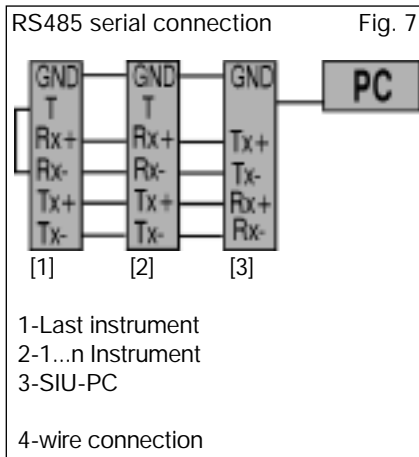 RS485 serial connection Fig. 7
GND GND GND PC
T T
Rx+ Rx+ Tx+
Rx- Rx- Tx-
Tx+ Tx+ Rx+
Tx- Tx- Rx-
[1] [2] [3]
1-Last instrument
2-1...n Instrument
3-SIU-PC
4-wire connection